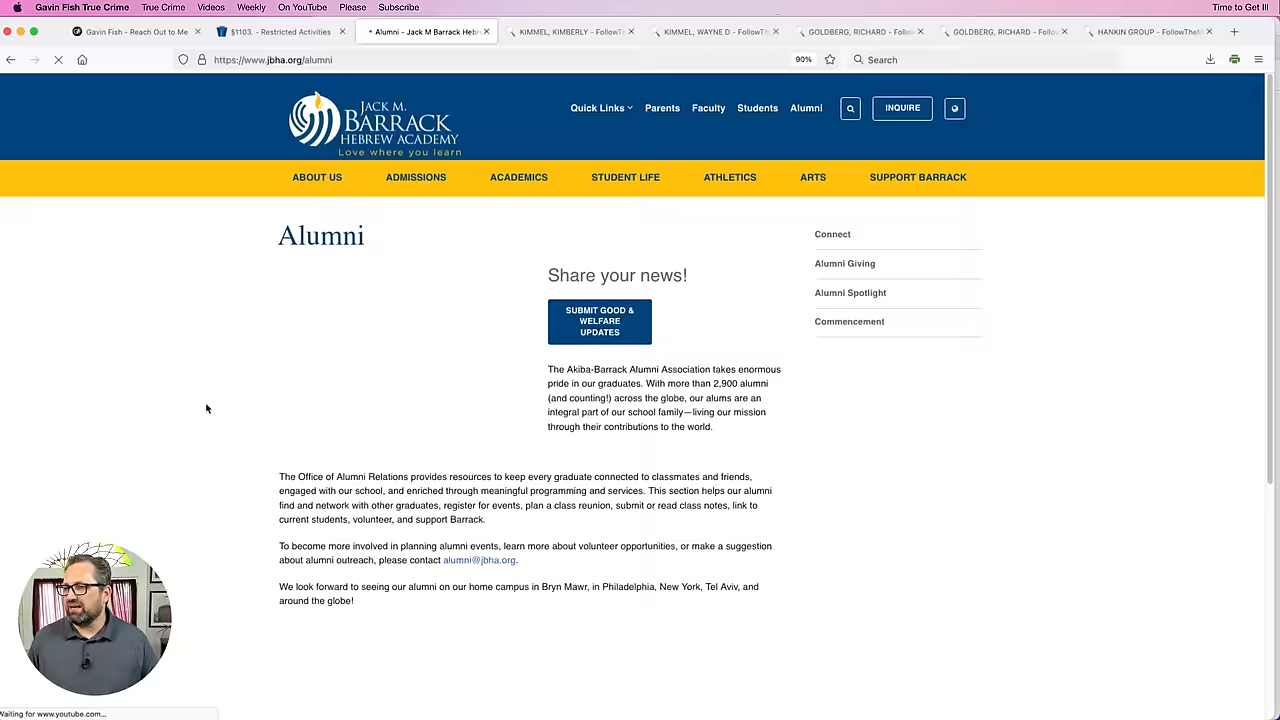 Gavin Fish True Crime True Crime Videos Weekly On YouTube Please Subscribe Time to Get Ill
Gavin Fish - Reach Out to Me
§1103. - Restricted Activities
Alumni - Jack M Barrack Heb
KIMMEL, KIMBERLY - FollowT
KIMMEL, WAYNE D - FollowTh
GOLDBERG, RICHARD - Follow
GOLDBERG, RICHARD - Follow
HANKIN GROUP - FollowTheM
https://www.jbha.org/alumni
90%
Search
JACK M.
BARRACK
HEBREW ACADEMY
Love where you learn
Quick Links Parents Faculty Students Alumni INQUIRE
ABOUT US ADMISSIONS ACADEMICS STUDENT LIFE ATHLETICS ARTS SUPPORT BARRACK
Alumni
Share your news!
SUBMIT GOOD &
WELFARE
UPDATES
The Akiba-Barrack Alumni Association takes enormous
pride in our graduates. With more than 2,900 alumni
(and counting!) across the globe, our alums are an
integral part of our school family—living our mission
through their contributions to the world.
Connect
Alumni Giving
Alumni Spotlight
Commencement
The Office of Alumni Relations provides resources to keep every graduate connected to classmates and friends,
engaged with our school, and enriched through meaningful programming and services. This section helps our alumni
find and network with other graduates, register for events, plan a class reunion, submit or read class notes, link to
current students, volunteer, and support Barrack.
To become more involved in planning alumni events, learn more about volunteer opportunities, or make a suggestion
about alumni outreach, please contact alumni@jbha.org.
We look forward to seeing our alumni on our home campus in Bryn Mawr, in Philadelphia, New York, Tel Aviv, and
around the globe!
Waiting for www.youtube.com...